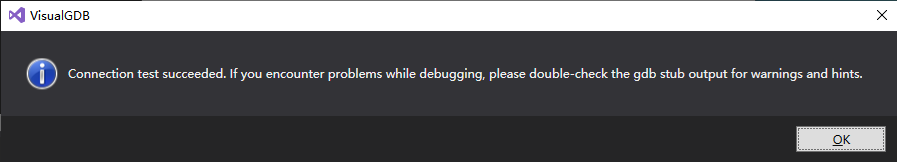 VisualGDB
Connection test succeeded. If you encounter problems while debugging, please double-check the gdb stub output for warnings and hints.
OK